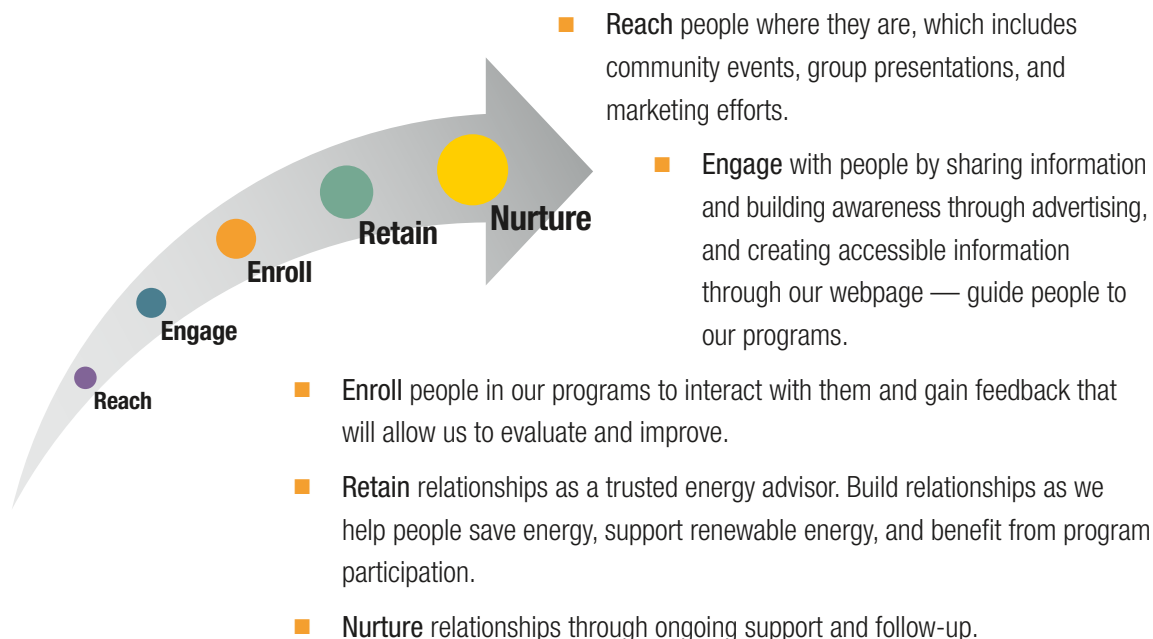 Reach people where they are, which includes
community events, group presentations, and
marketing efforts.
Engage with people by sharing information
and building awareness through advertising,
and creating accessible information
through our webpage — guide people to
our programs.
Nurture
Retain
Enroll
Engage
Reach
Enroll people in our programs to interact with them and gain feedback that
will allow us to evaluate and improve.
Retain relationships as a trusted energy advisor. Build relationships as we
help people save energy, support renewable energy, and benefit from program
participation.
Nurture relationships through ongoing support and follow-up.